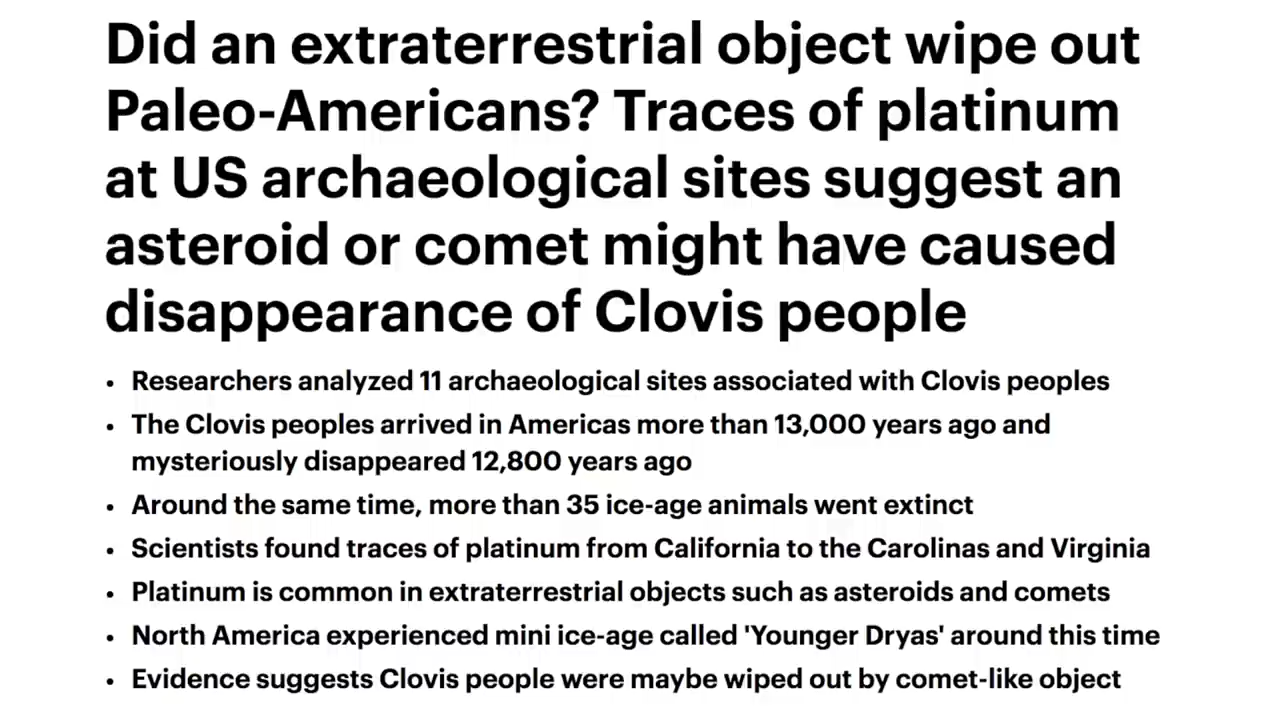 Did an extraterrestrial object wipe out
Paleo-Americans? Traces of platinum
at US archaeological sites suggest an
asteroid or comet might have caused
disappearance of Clovis people
• Researchers analyzed 11 archaeological sites associated with Clovis peoples
• The Clovis peoples arrived in Americas more than 13,000 years ago and
mysteriously disappeared 12,800 years ago
• Around the same time, more than 35 ice-age animals went extinct
• Scientists found traces of platinum from California to the Carolinas and Virginia
• Platinum is common in extraterrestrial objects such as asteroids and comets
• North America experienced mini ice-age called 'Younger Dryas' around this time
• Evidence suggests Clovis people were maybe wiped out by comet-like object